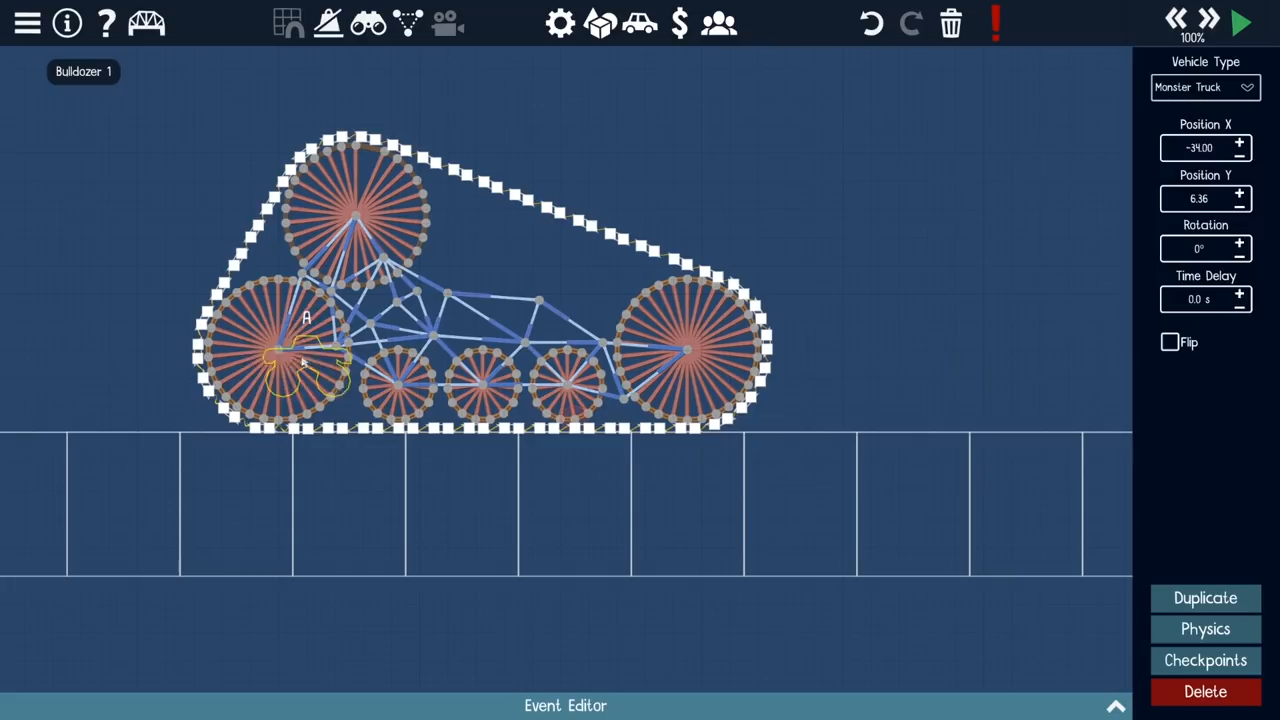 100%
Bulldozer 1
Vehicle Type
Monster Truck
Position X
-34.00
Position Y
6.36
Rotation
0°
Time Delay
0.0 s
Flip
A
Duplicate
Physics
Checkpoints
Delete
Event Editor